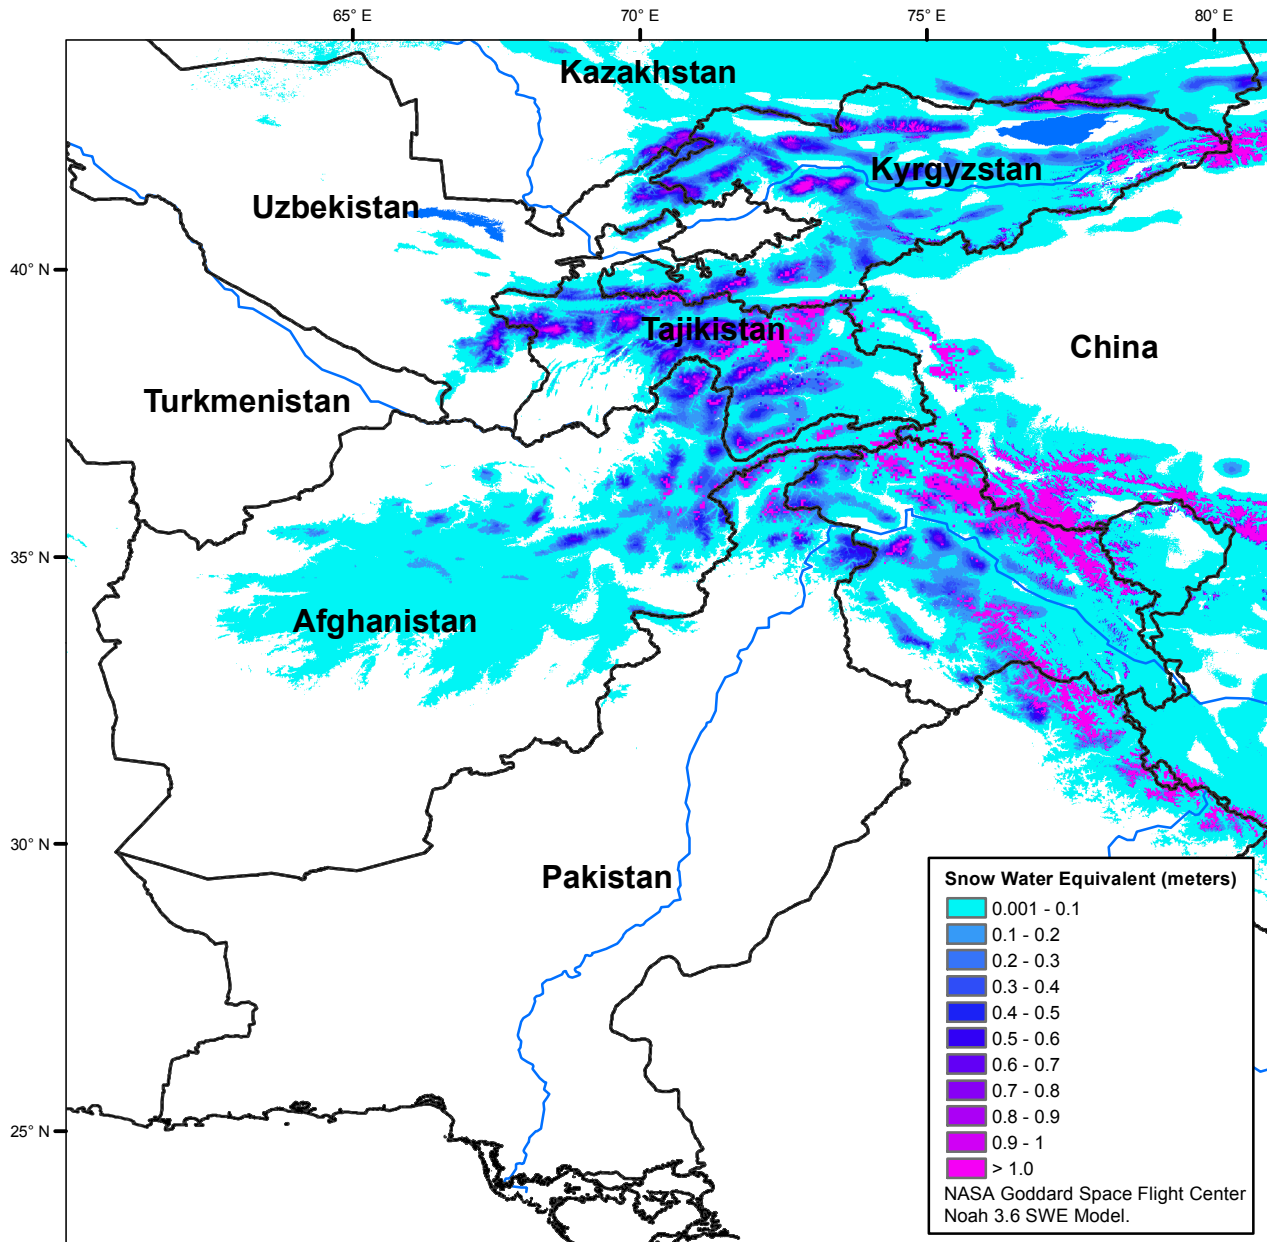 65° E
70° E
75° E
80° E
Kazakhstan
Kyrgyzstan
Uzbekistan
40° N
Tajikistan
China
Turkmenistan
35° N
Afghanistan
30° N
Pakistan
25° N
Snow Water Equivalent (meters)
0.001 - 0.1
0.1 - 0.2
0.2 - 0.3
0.3 - 0.4
0.4 - 0.5
0.5 - 0.6
0.6 - 0.7
0.7 - 0.8
0.8 - 0.9
0.9 - 1
> 1.0
NASA Goddard Space Flight Center
Noah 3.6 SWE Model.